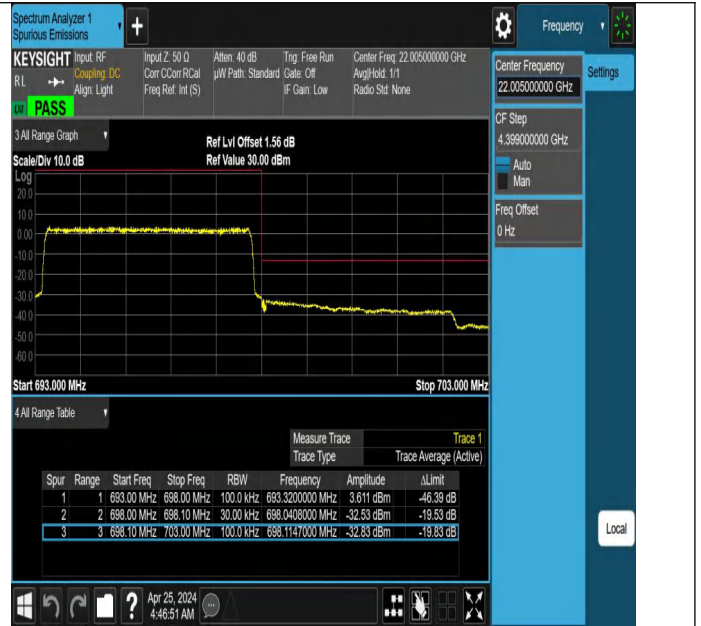 Spectrum Analyzer 1
Spurious Emissions
Frequency
KEYSIGHT Input: RF Input Z: 50 Ω Atten: 40 dB Trig: Free Run Center Freq: 22.005000000 GHz
RL Coupling: DC Corr CCorr RCal µW Path: Standard Gate: Off Avg|Hold: 1/1
Align: Light Freq Ref: Int (S) IF Gain: Low Radio Std: None
LXI PASS
Center Frequency
22.005000000 GHz
Settings
CF Step
4.399000000 GHz
Auto
Man
Freq Offset
0 Hz
3 All Range Graph
Ref Lvl Offset 1.56 dB
Scale/Div 10.0 dB Ref Value 30.00 dBm
Log
20.0
10.0
0.00
-10.0
-20.0
-30.0
-40.0
-50.0
-60.0
Start 693.000 MHz Stop 703.000 MHz
4 All Range Table
Measure Trace Trace 1
Trace Type Trace Average (Active)
Spur Range Start Freq Stop Freq RBW Frequency Amplitude ΔLimit
1 1 693.00 MHz 698.00 MHz 100.0 kHz 693.3200000 MHz 3.611 dBm -46.39 dB
2 2 698.00 MHz 698.10 MHz 30.00 kHz 698.0408000 MHz -32.53 dBm -19.53 dB
3 3 698.10 MHz 703.00 MHz 100.0 kHz 698.1147000 MHz -32.83 dBm -19.83 dB
Local
? Apr 25, 2024
4:46:51 AM